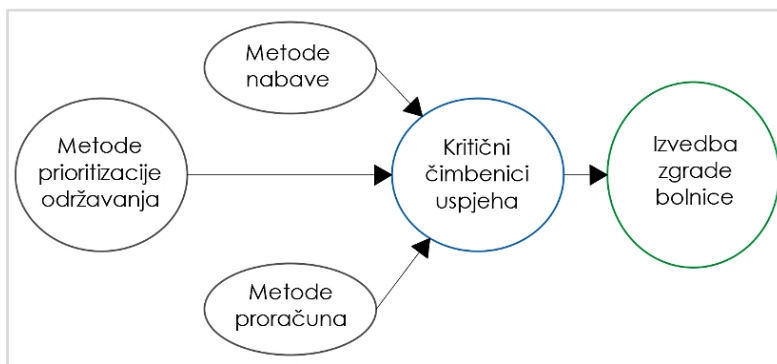 Metode
nabave
Metode
prioritizacije
održavanja
Kritični
čimbenici
uspjeha
Izvedba
zgrade
bolnice
Metode
proračuna